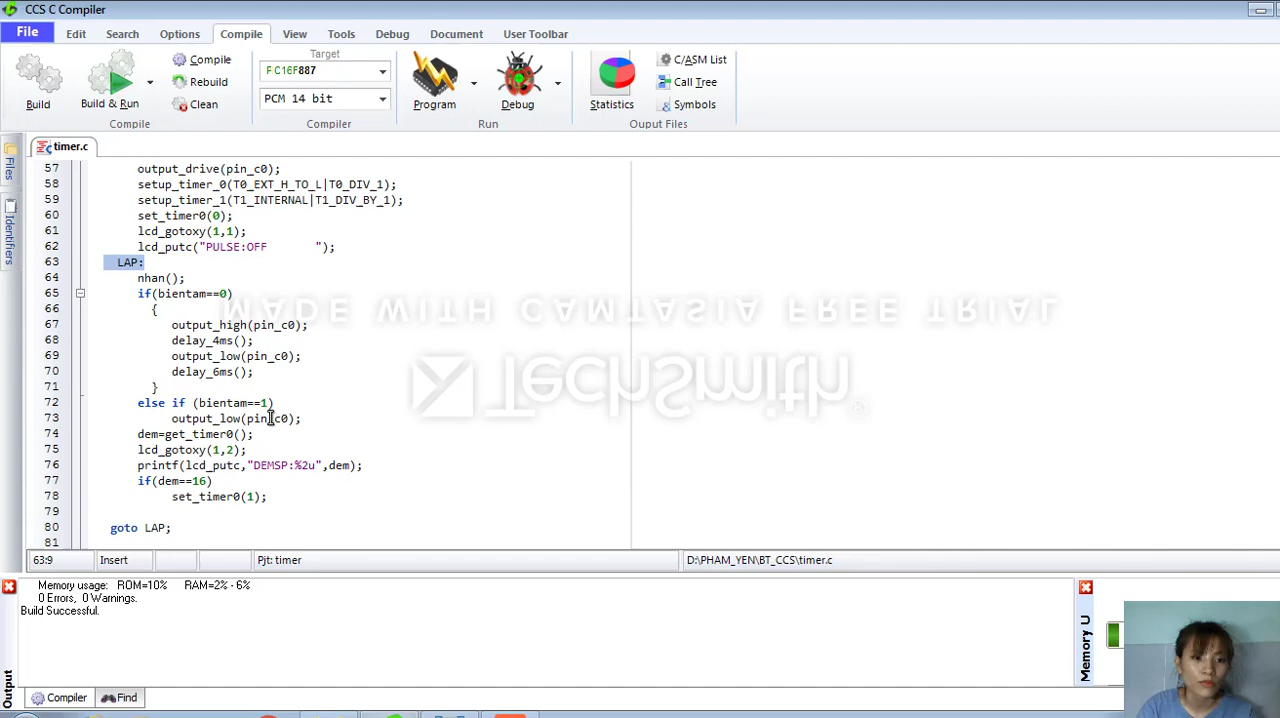 CCS C Compiler
File Edit Search Options Compile View Tools Debug Document User Toolbar
Build
Build & Run
Compile
Rebuild
Clean
Compile
Target
PIC16F887
PCM 14 bit
Compiler
Program
Debug
Run
Statistics
C/ASM List
Call Tree
Symbols
Ouput Files
Files
Identifiers
timer.c
57 output_drive(pin_c0);
58 setup_timer_0(T0_EXT_H_TO_L|T0_DIV_1);
59 setup_timer_1(T1_INTERNAL|T1_DIV_BY_1);
60 set_timer0(0);
61 lcd_gotoxy(1,1);
62 lcd_putc("PULSE:OFF       ");
63 LAP:
64 nhan();
65 if(bientam==0)
66 {
67 output_high(pin_c0);
68 delay_4ms();
69 output_low(pin_c0);
70 delay_6ms();
71 }
72 else if (bientam==1)
73 output_low(pin_c0);
74 dem=get_timer0();
75 lcd_gotoxy(1,2);
76 printf(lcd_putc,"DEMSP:%2u",dem);
77 if(dem==16)
78 set_timer0(1);
79
80 goto LAP;
81
MADE WITH CAMTASIA FREE TRIAL
TechSmith®
63:9 Insert Pjt: timer D:\PHAM_YEN\BT_CCS\timer.c
Memory usage: ROM=10% RAM=2% - 6%
0 Errors, 0 Warnings.
Build Successful.
Output
Memory U
Compiler Find